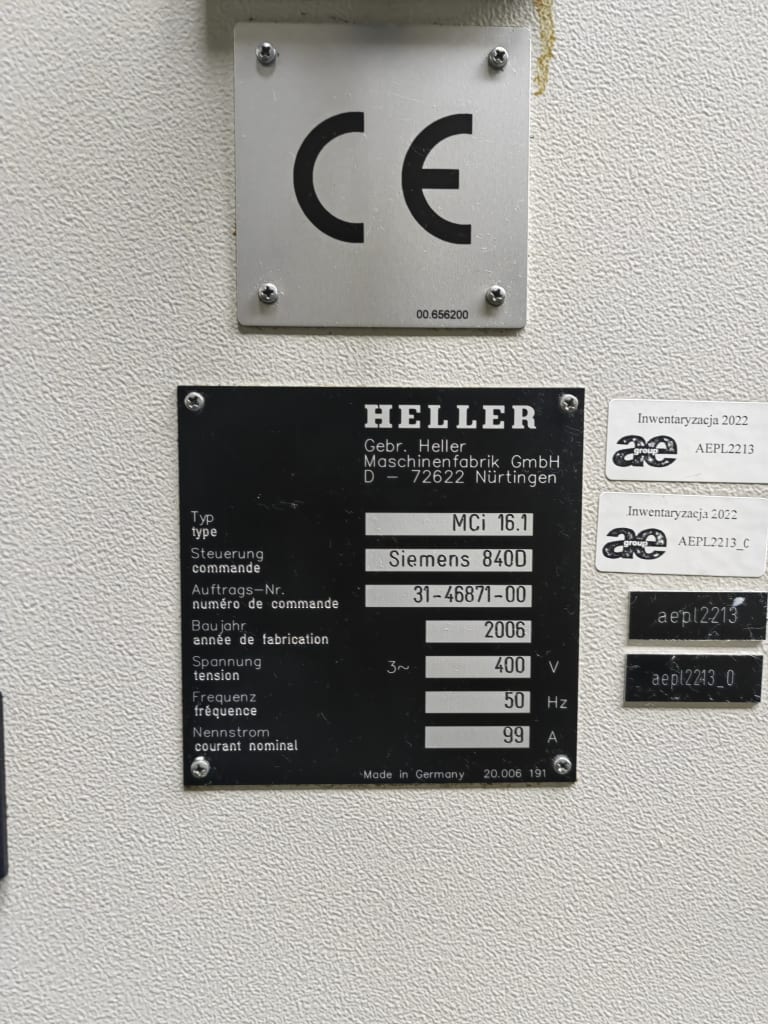 CE
00.656200
HELLER
Gebr. Heller
Maschinenfabrik GmbH
D - 72622 Nürtingen
Typ
type
MCi 16.1
Steuerung
commande
Siemens 840D
Auftrags-Nr.
numéro de commande
31-46871-00
Baujahr
année de fabrication
2006
Spannung
tension
3~ 400 V
Frequenz
fréquence
50 Hz
Nennstrom
courant nominal
99 A
Made in Germany 20.006 191
Inwentaryzacja 2022
ae group AEPL2213
Inwentaryzacja 2022
ae group AEPL2213_0
aepl2213
aepl2213_0